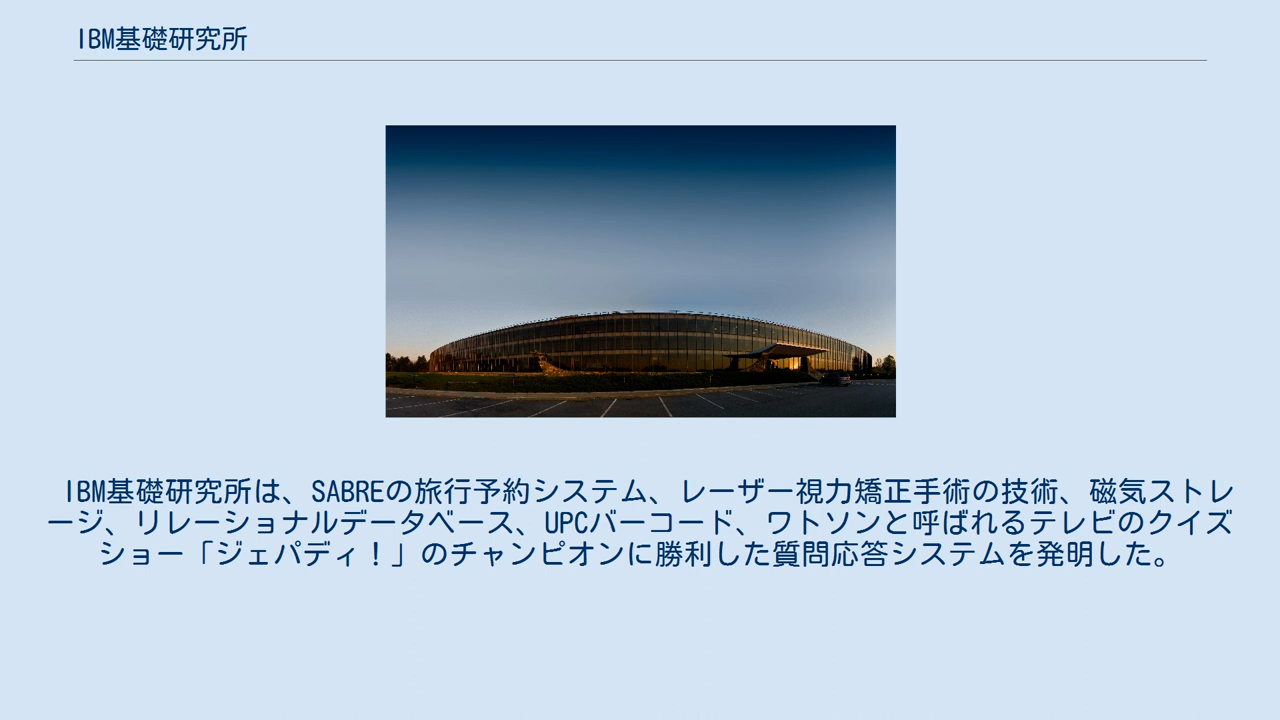 IBM基礎研究所
IBM基礎研究所は、SABREの旅行予約システム、レーザー視力矯正手術の技術、磁気ストレ
ージ、リレーショナルデータベース、UPCバーコード、ワトソンと呼ばれるテレビのクイズ
ショー「ジェパディ！」のチャンピオンに勝利した質問応答システムを発明した。